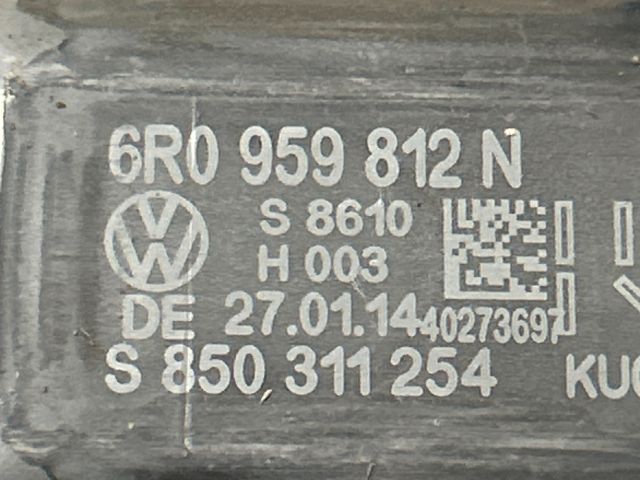 6R0 959 812 N
S 8610
H 003
DE 27.01.14 40273697
S 850 311 254